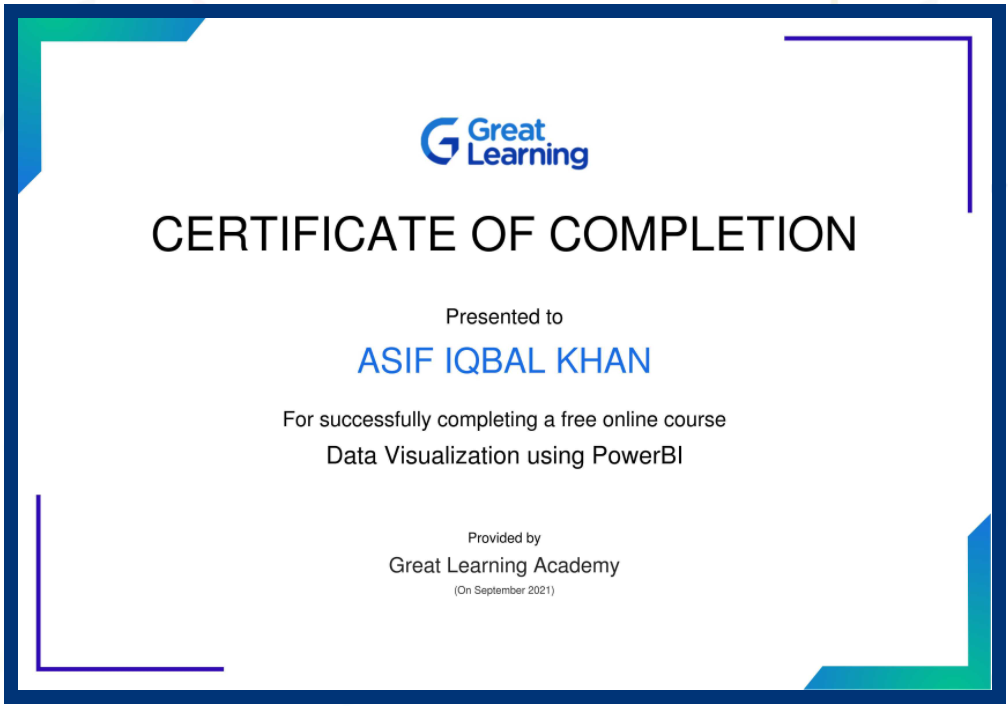 Great
Learning
CERTIFICATE OF COMPLETION
Presented to
ASIF IQBAL KHAN
For successfully completing a free online course
Data Visualization using PowerBI
Provided by
Great Learning Academy
(On September 2021)